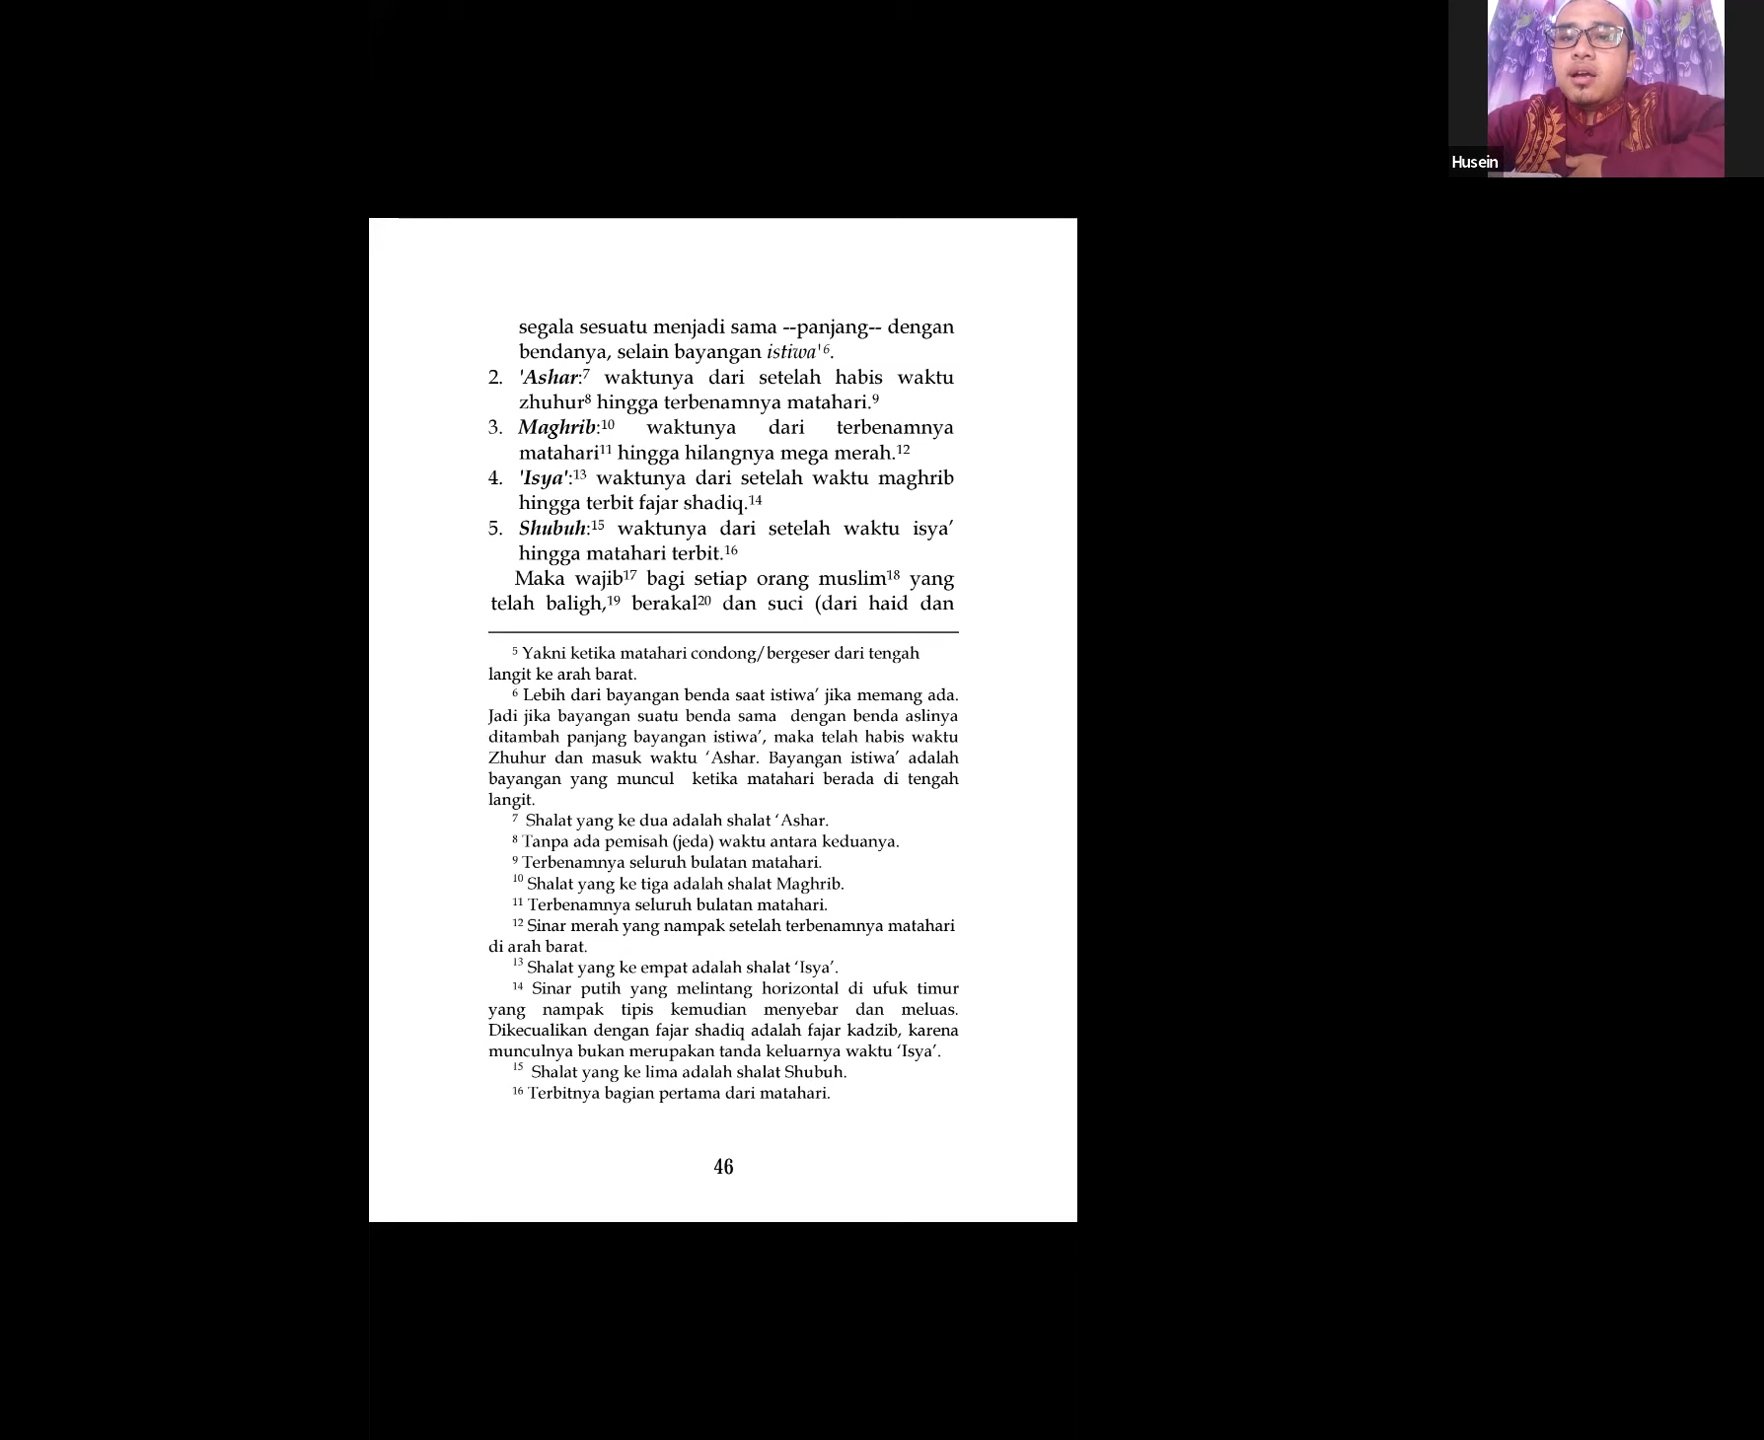 Husein
segala sesuatu menjadi sama --panjang-- dengan
bendanya, selain bayangan istiwa'⁶.
2. 'Ashar:⁷ waktunya dari setelah habis waktu
zhuhur⁸ hingga terbenamnya matahari.⁹
3. Maghrib:¹⁰ waktunya dari terbenamnya
matahari¹¹ hingga hilangnya mega merah.¹²
4. 'Isya':¹³ waktunya dari setelah waktu maghrib
hingga terbit fajar shadiq.¹⁴
5. Shubuh:¹⁵ waktunya dari setelah waktu isya’
hingga matahari terbit.¹⁶
Maka wajib¹⁷ bagi setiap orang muslim¹⁸ yang
telah baligh,¹⁹ berakal²⁰ dan suci (dari haid dan
⁵ Yakni ketika matahari condong/bergeser dari tengah
langit ke arah barat.
⁶ Lebih dari bayangan benda saat istiwa’ jika memang ada.
Jadi jika bayangan suatu benda sama dengan benda aslinya
ditambah panjang bayangan istiwa’, maka telah habis waktu
Zhuhur dan masuk waktu ‘Ashar. Bayangan istiwa’ adalah
bayangan yang muncul ketika matahari berada di tengah
langit.
⁷ Shalat yang ke dua adalah shalat ‘Ashar.
⁸ Tanpa ada pemisah (jeda) waktu antara keduanya.
⁹ Terbenamnya seluruh bulatan matahari.
¹⁰ Shalat yang ke tiga adalah shalat Maghrib.
¹¹ Terbenamnya seluruh bulatan matahari.
¹² Sinar merah yang nampak setelah terbenamnya matahari
di arah barat.
¹³ Shalat yang ke empat adalah shalat ‘Isya’.
¹⁴ Sinar putih yang melintang horizontal di ufuk timur
yang nampak tipis kemudian menyebar dan meluas.
Dikecualikan dengan fajar shadiq adalah fajar kadzib, karena
munculnya bukan merupakan tanda keluarnya waktu ‘Isya’.
¹⁵ Shalat yang ke lima adalah shalat Shubuh.
¹⁶ Terbitnya bagian pertama dari matahari.
46